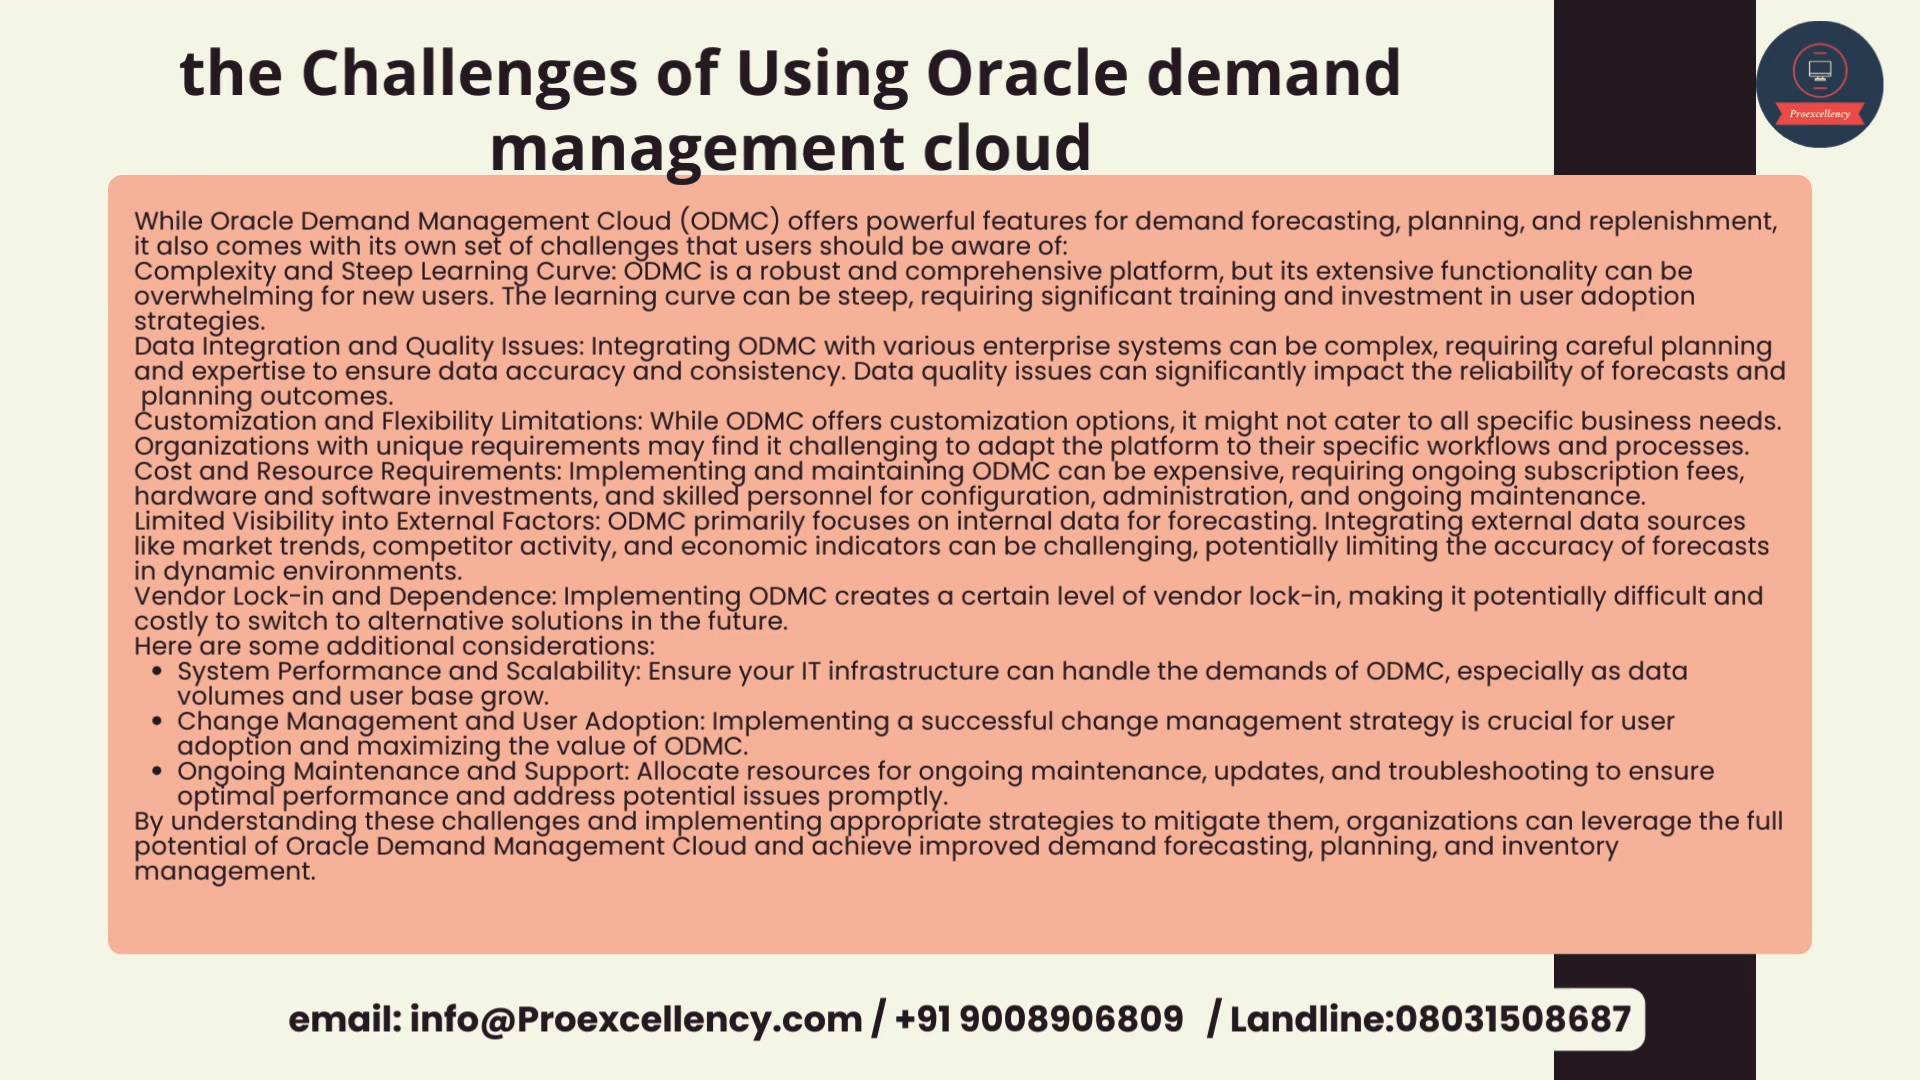 the Challenges of Using Oracle demand
management cloud
Proexcellency
While Oracle Demand Management Cloud (ODMC) offers powerful features for demand forecasting, planning, and replenishment,
it also comes with its own set of challenges that users should be aware of:
Complexity and Steep Learning Curve: ODMC is a robust and comprehensive platform, but its extensive functionality can be
overwhelming for new users. The learning curve can be steep, requiring significant training and investment in user adoption
strategies.
Data Integration and Quality Issues: Integrating ODMC with various enterprise systems can be complex, requiring careful planning
and expertise to ensure data accuracy and consistency. Data quality issues can significantly impact the reliability of forecasts and
planning outcomes.
Customization and Flexibility Limitations: While ODMC offers customization options, it might not cater to all specific business needs.
Organizations with unique requirements may find it challenging to adapt the platform to their specific workflows and processes.
Cost and Resource Requirements: Implementing and maintaining ODMC can be expensive, requiring ongoing subscription fees,
hardware and software investments, and skilled personnel for configuration, administration, and ongoing maintenance.
Limited Visibility into External Factors: ODMC primarily focuses on internal data for forecasting. Integrating external data sources
like market trends, competitor activity, and economic indicators can be challenging, potentially limiting the accuracy of forecasts
in dynamic environments.
Vendor Lock-in and Dependence: Implementing ODMC creates a certain level of vendor lock-in, making it potentially difficult and
costly to switch to alternative solutions in the future.
Here are some additional considerations:
• System Performance and Scalability: Ensure your IT infrastructure can handle the demands of ODMC, especially as data
volumes and user base grow.
• Change Management and User Adoption: Implementing a successful change management strategy is crucial for user
adoption and maximizing the value of ODMC.
• Ongoing Maintenance and Support: Allocate resources for ongoing maintenance, updates, and troubleshooting to ensure
optimal performance and address potential issues promptly.
By understanding these challenges and implementing appropriate strategies to mitigate them, organizations can leverage the full
potential of Oracle Demand Management Cloud and achieve improved demand forecasting, planning, and inventory
management.
email: info@Proexcellency.com / +91 9008906809 / Landline:08031508687